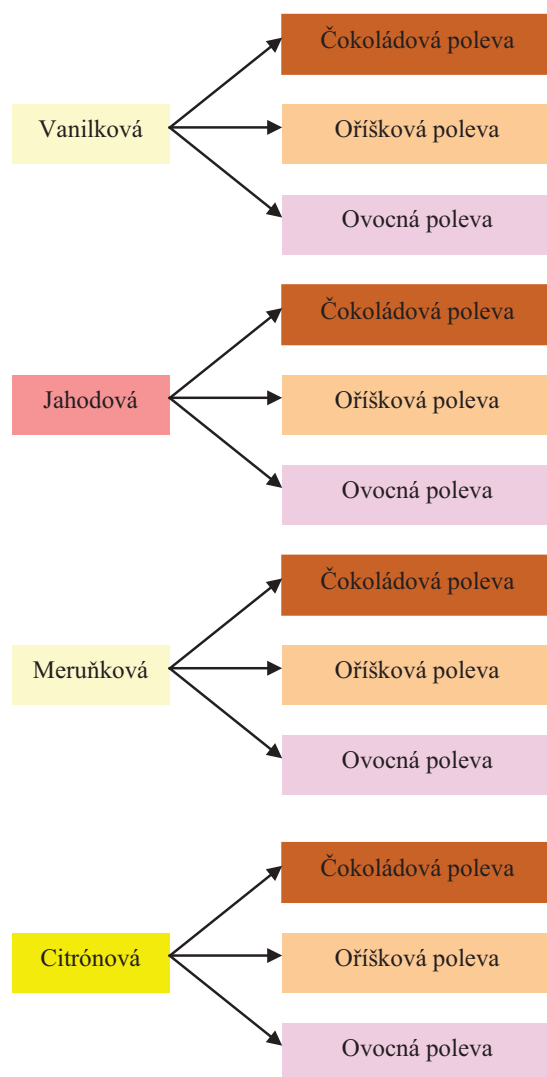 Čokoládová poleva
Vanilková
Oříšková poleva
Ovocná poleva
Čokoládová poleva
Jahodová
Oříšková poleva
Ovocná poleva
Čokoládová poleva
Meruňková
Oříšková poleva
Ovocná poleva
Čokoládová poleva
Citrónová
Oříšková poleva
Ovocná poleva